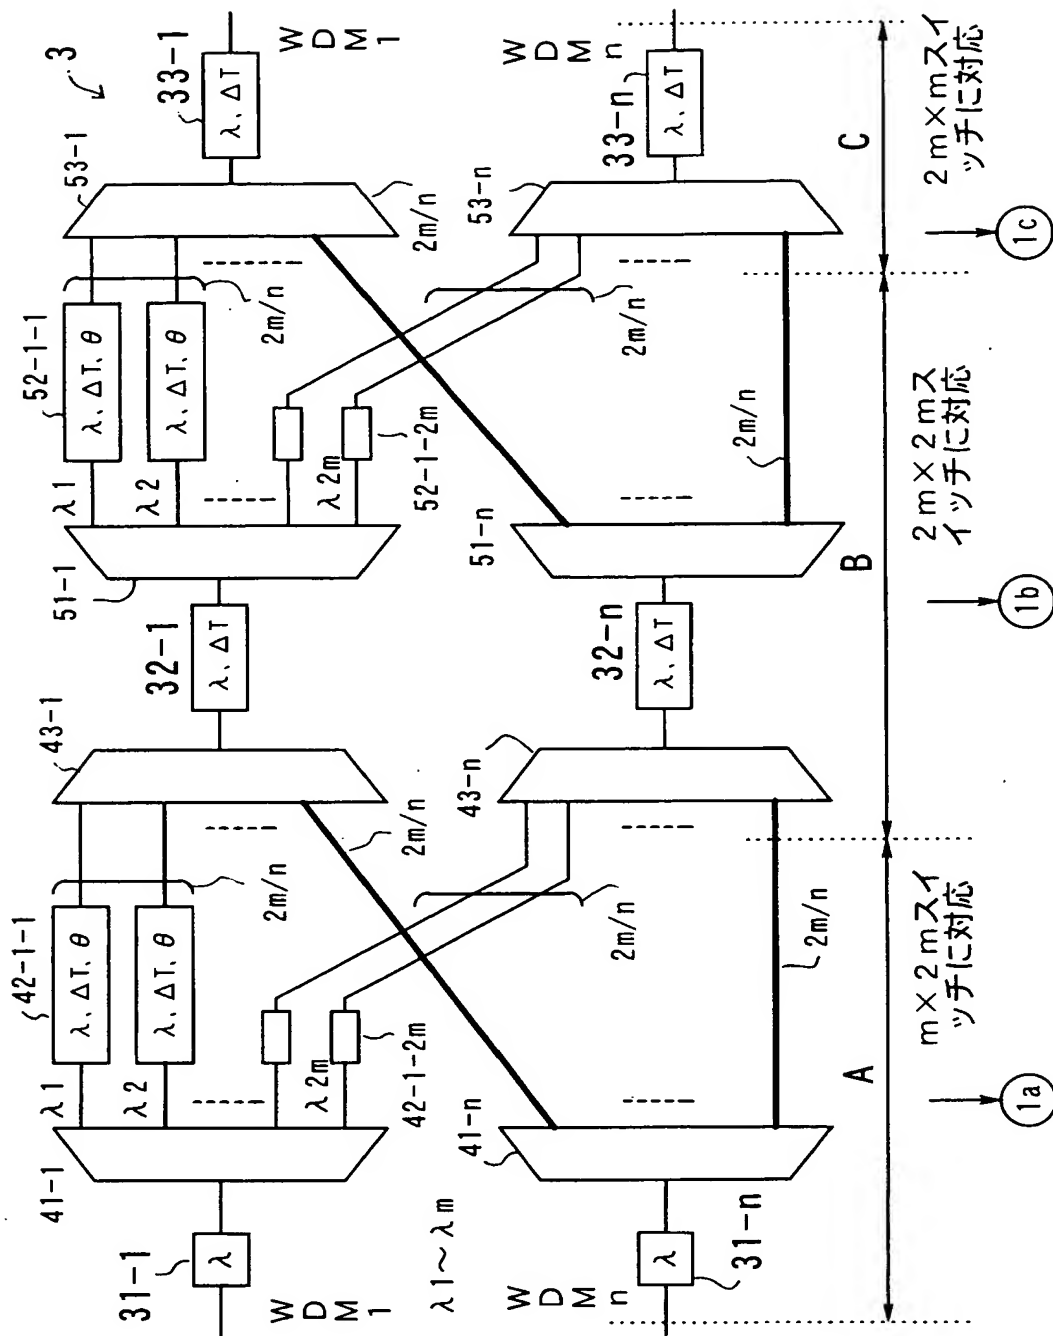 3
WDM1
31-1
λ
41-1
λ1
λ2
λ2m
42-1-1
λ、ΔT、θ
λ、ΔT、θ
42-1-2m
2m/n
43-1
2m/n
32-1
λ、ΔT
51-1
λ1
λ2
λ2m
52-1-1
λ、ΔT、θ
λ、ΔT、θ
52-1-2m
2m/n
53-1
2m/n
33-1
λ、ΔT
WDM1
λ1~λm
WDMn
λ
31-n
41-n
2m/n
2m/n
43-n
32-n
λ、ΔT
51-n
2m/n
2m/n
53-n
33-n
λ、ΔT
WDMn
A
B
C
m×2mスイ
ッチに対応
2m×2mス
イッチに対応
2m×mスイ
ッチに対応
1a
1b
1c